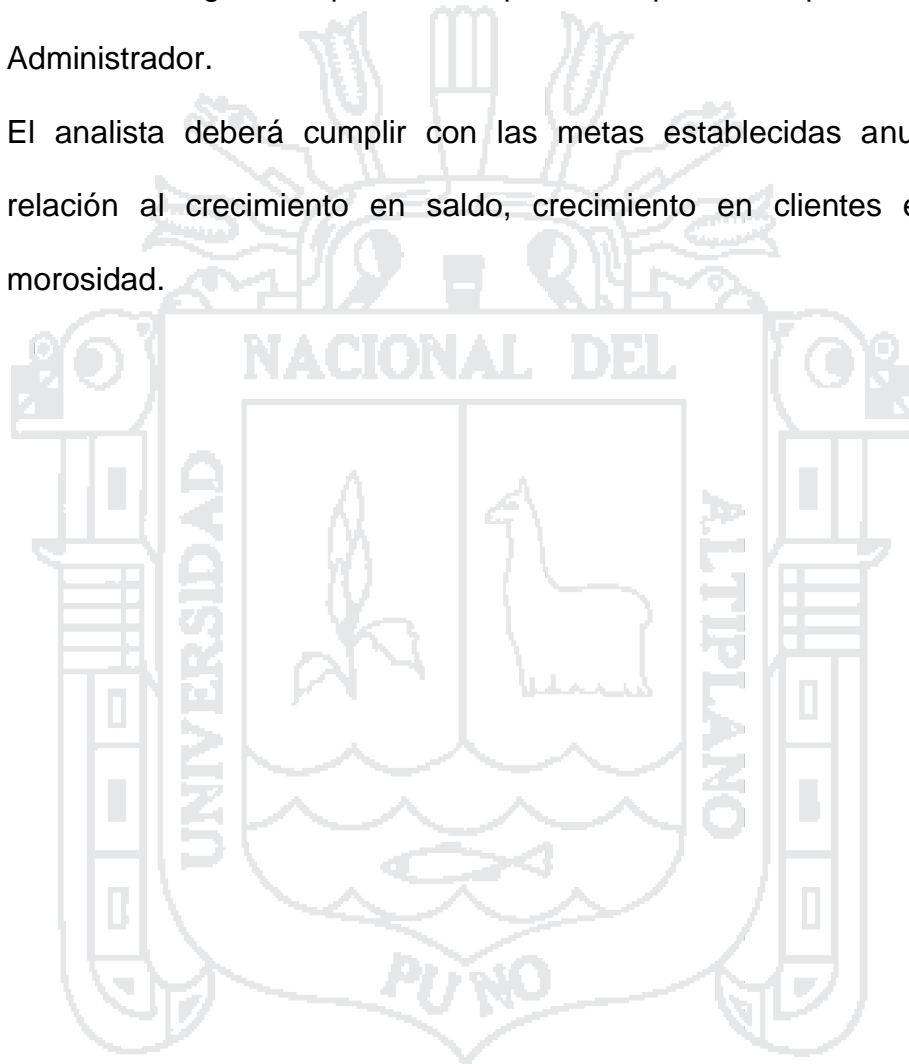 Administrador.
El analista deberá cumplir con las metas establecidas anu
relación al crecimiento en saldo, crecimiento en clientes e
morosidad.
NACIONAL DEL
UNIVERSIDAD
ALTIPLANO
PUNO